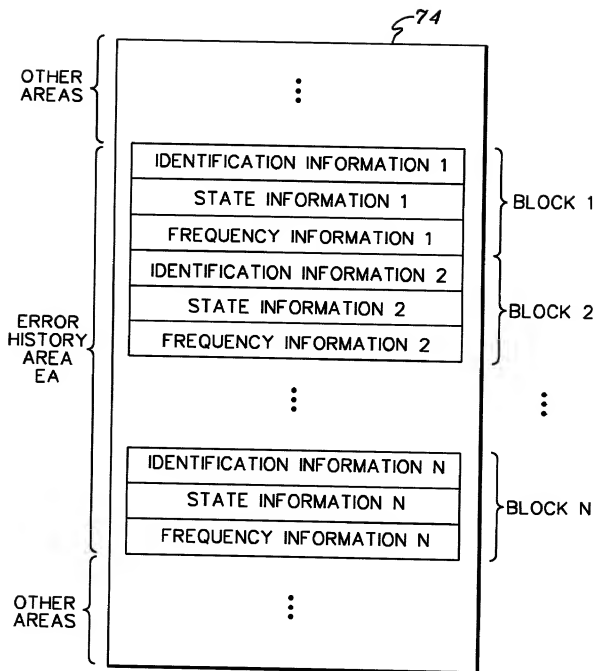 74
OTHER
AREAS
IDENTIFICATION INFORMATION 1
STATE INFORMATION 1
FREQUENCY INFORMATION 1
BLOCK 1
IDENTIFICATION INFORMATION 2
STATE INFORMATION 2
FREQUENCY INFORMATION 2
BLOCK 2
ERROR
HISTORY
AREA
EA
IDENTIFICATION INFORMATION N
STATE INFORMATION N
FREQUENCY INFORMATION N
BLOCK N
OTHER
AREAS